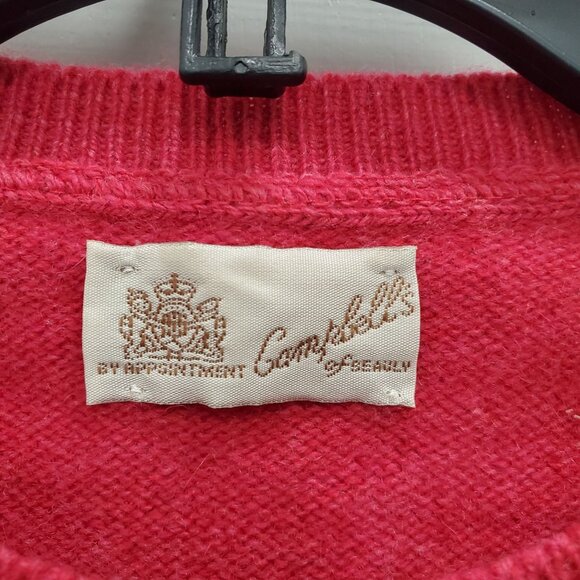 Campbell's
BY APPOINTMENT of BEAULY